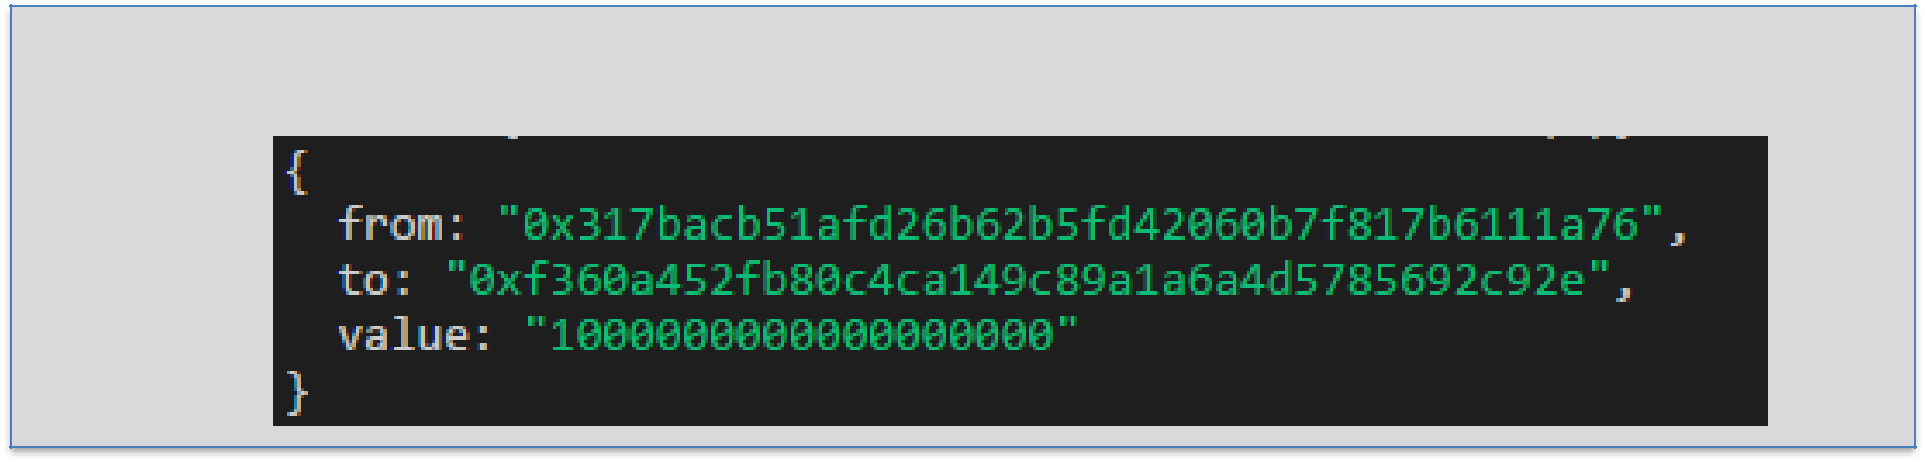 {
from: "0x317bacb51afd26b62b5fd42060b7f817b6111a76",
to: "0xf360a452fb80c4ca149c89a1a6a4d5785692c92e",
value: "1000000000000000000"
}